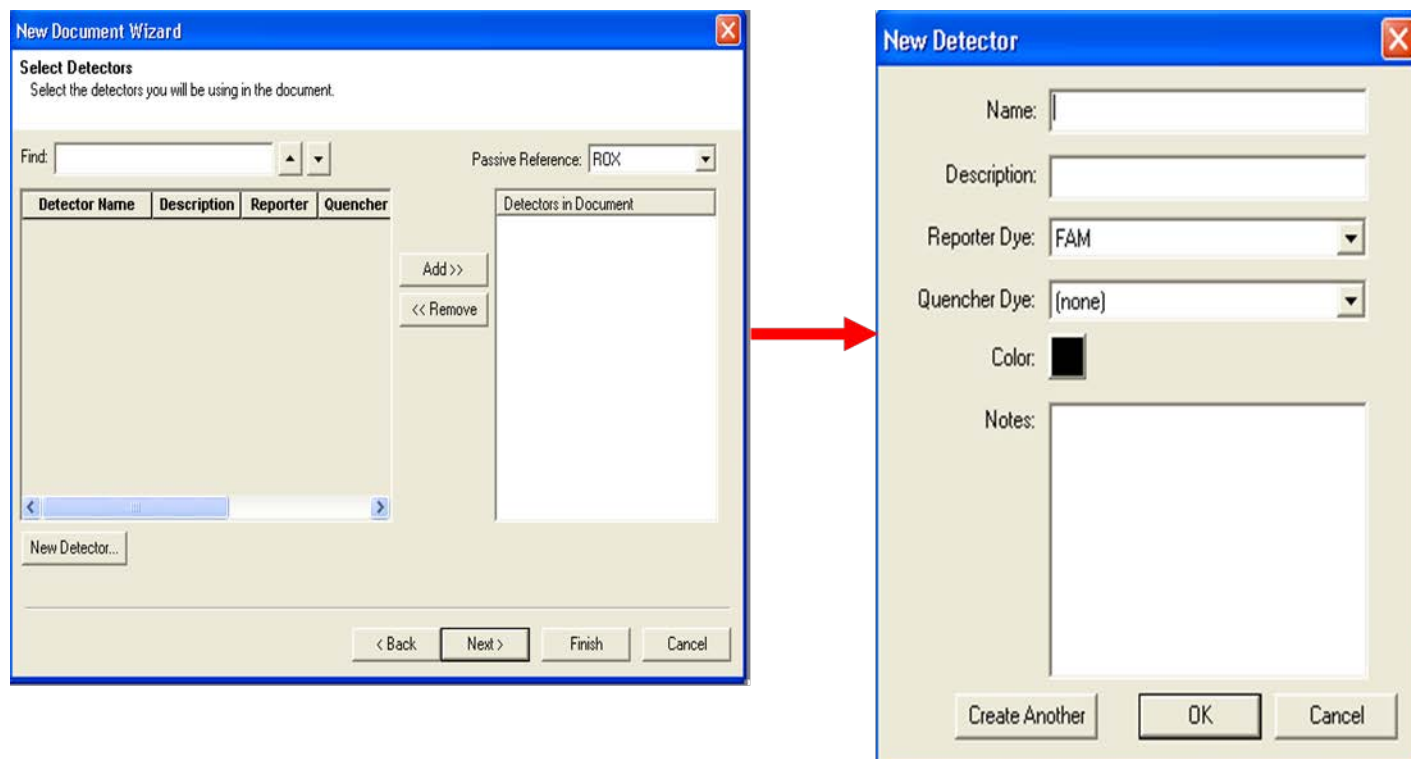 New Document Wizard
Select Detectors
Select the detectors you will be using in the document.
Find:
Passive Reference: ROX
Detector Name Description Reporter Quencher
Detectors in Document
Add >>
<< Remove
New Detector...
< Back Next > Finish Cancel
New Detector
Name:
Description:
Reporter Dye: FAM
Quencher Dye: (none)
Color:
Notes:
Create Another OK Cancel